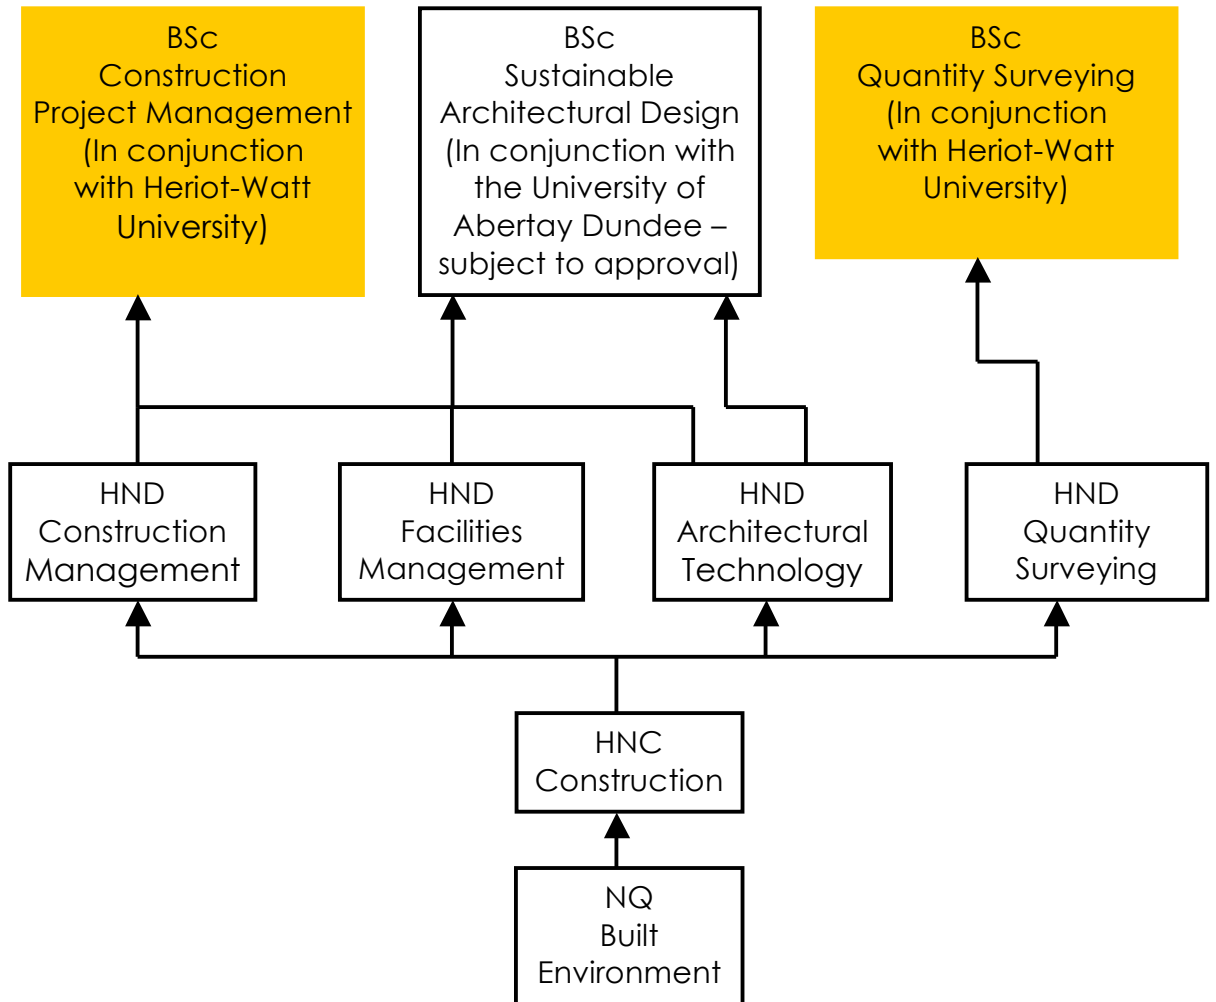 BSc
Construction
Project Management
(In conjunction
with Heriot-Watt
University)
BSc
Sustainable
Architectural Design
(In conjunction with
the University of
Abertay Dundee –
subject to approval)
BSc
Quantity Surveying
(In conjunction
with Heriot-Watt
University)
HND
Construction
Management
HND
Facilities
Management
HND
Architectural
Technology
HND
Quantity
Surveying
HNC
Construction
NQ
Built
Environment